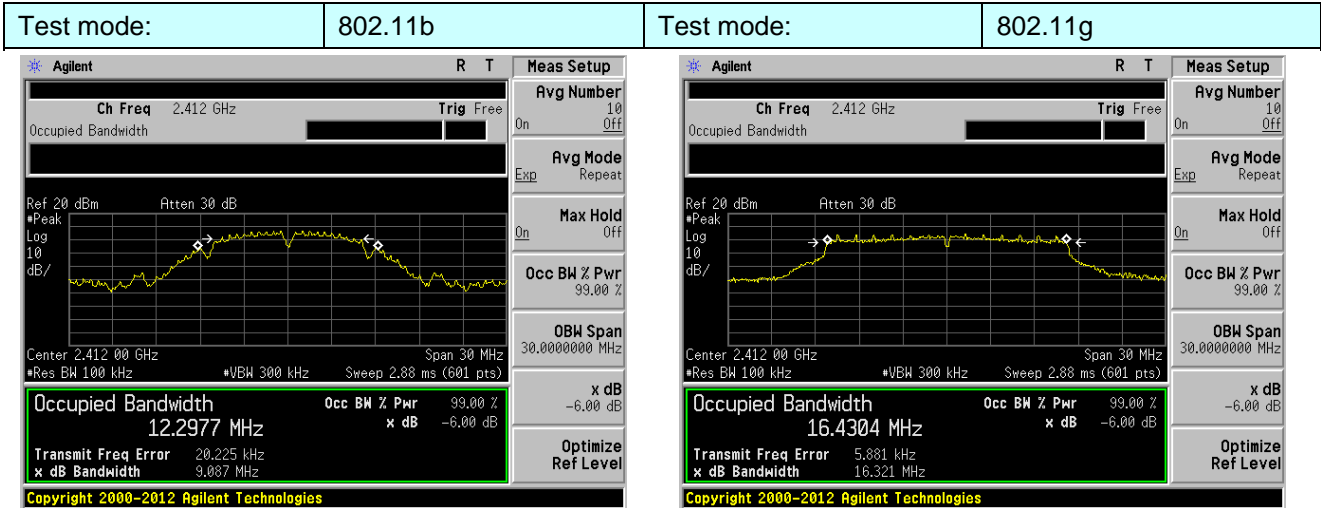 Test mode: 802.11b Test mode: 802.11g
Agilent R T Meas Setup
Ch Freq 2.412 GHz Trig Free
Occupied Bandwidth
Avg Number
10
On Off
Avg Mode
Exp Repeat
Ref 20 dBm Atten 30 dB
#Peak
Log
10
dB/
Max Hold
On Off
Occ BW % Pwr
99.00 %
OBW Span
30.0000000 MHz
Center 2.412 00 GHz Span 30 MHz
#Res BW 100 kHz #VBW 300 kHz Sweep 2.88 ms (601 pts)
Occupied Bandwidth Occ BW % Pwr 99.00 %
12.2977 MHz x dB -6.00 dB
Transmit Freq Error 20.225 kHz
x dB Bandwidth 9.087 MHz
x dB
-6.00 dB
Optimize
Ref Level
Copyright 2000-2012 Agilent Technologies
Agilent R T Meas Setup
Ch Freq 2.412 GHz Trig Free
Occupied Bandwidth
Avg Number
10
On Off
Avg Mode
Exp Repeat
Ref 20 dBm Atten 30 dB
#Peak
Log
10
dB/
Max Hold
On Off
Occ BW % Pwr
99.00 %
OBW Span
30.0000000 MHz
Center 2.412 00 GHz Span 30 MHz
#Res BW 100 kHz #VBW 300 kHz Sweep 2.88 ms (601 pts)
Occupied Bandwidth Occ BW % Pwr 99.00 %
16.4304 MHz x dB -6.00 dB
Transmit Freq Error 5.881 kHz
x dB Bandwidth 16.321 MHz
x dB
-6.00 dB
Optimize
Ref Level
Copyright 2000-2012 Agilent Technologies